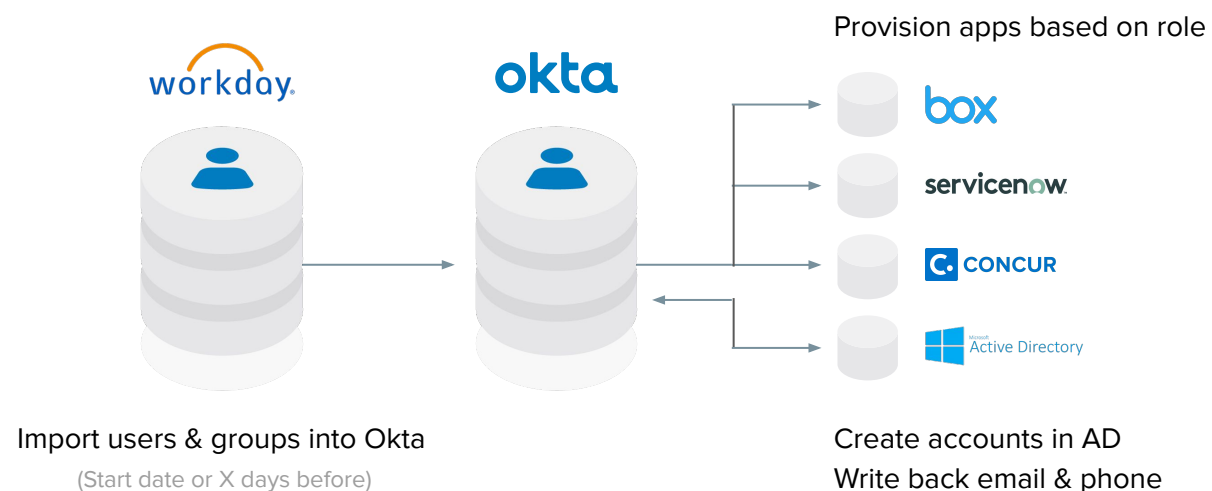 Provision apps based on role
workday.
okta
box
servicenow
C. CONCUR
Microsoft
Active Directory
Import users & groups into Okta
(Start date or X days before)
Create accounts in AD
Write back email & phone